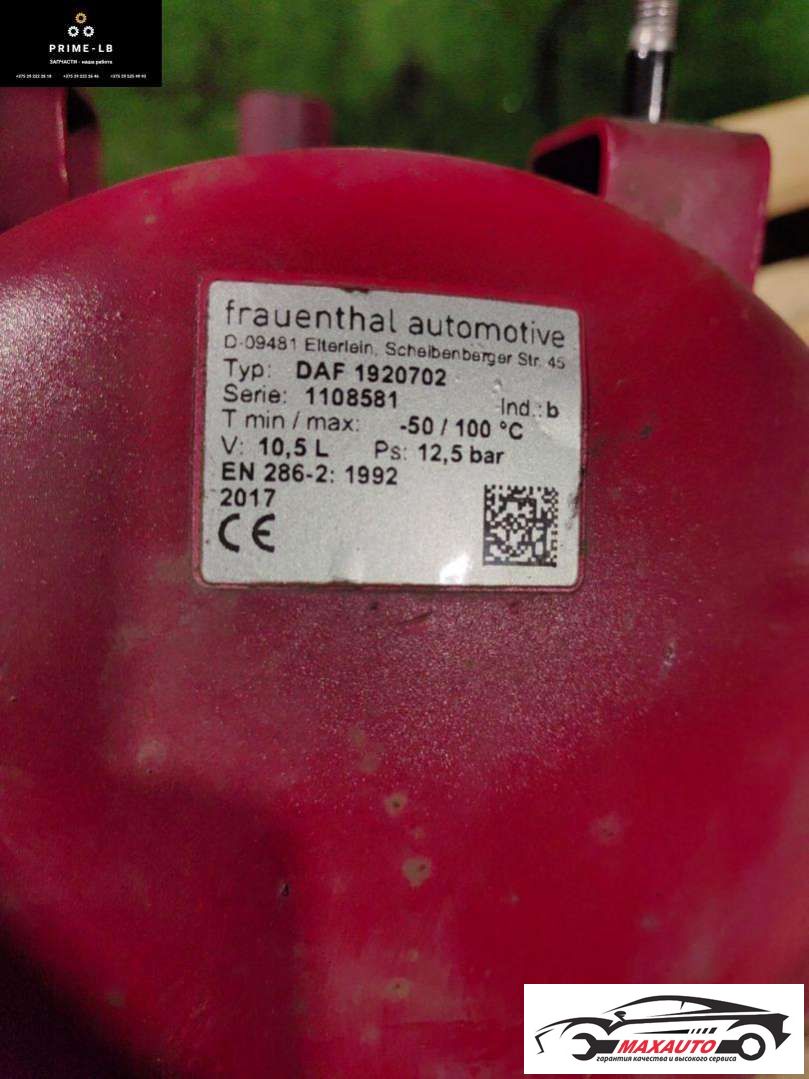 PRIME-LB
ЗАПЧАСТИ - наша работа
frauenthal automotive
D-09481 Elterlein, Scheibenberger Str. 45
Typ: DAF 1920702
Serie: 1108581 Ind.: b
T min / max: -50 / 100 °C
V: 10,5 L Ps: 12,5 bar
EN 286-2: 1992
2017
CE
MAXAUTO
гарантия качества и высокого сервиса